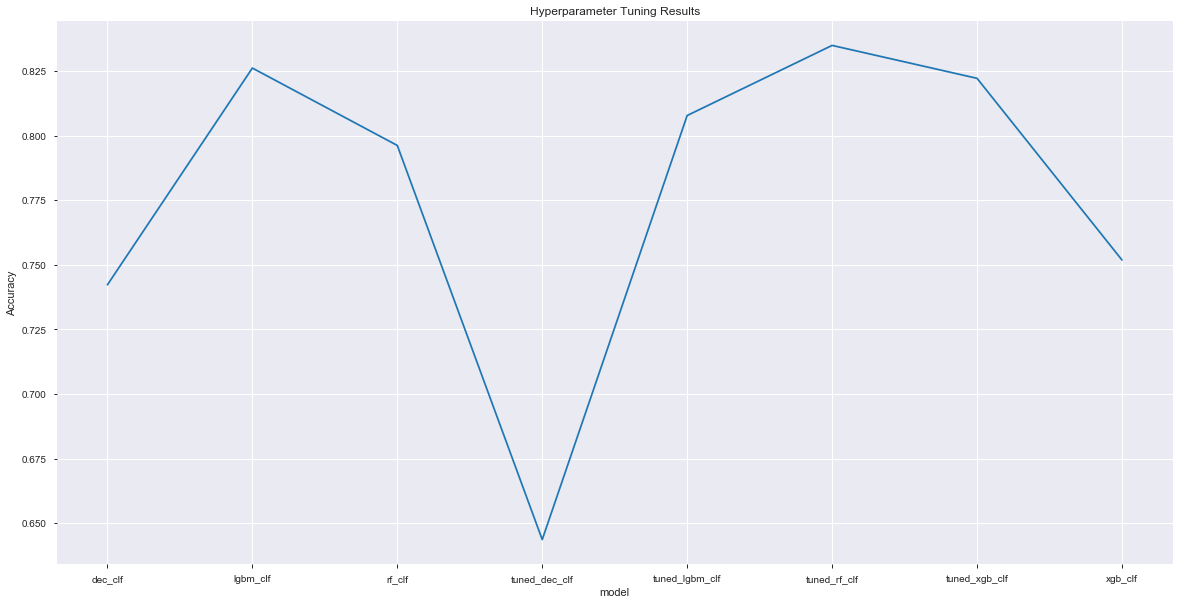 Hyperparameter Tuning Results
0.825
0.800
0.775
0.750
0.725
0.700
0.675
0.650
Accuracy
dec_clf lgbm_clf rf_clf tuned_dec_clf tuned_lgbm_clf tuned_rf_clf tuned_xgb_clf xgb_clf
model